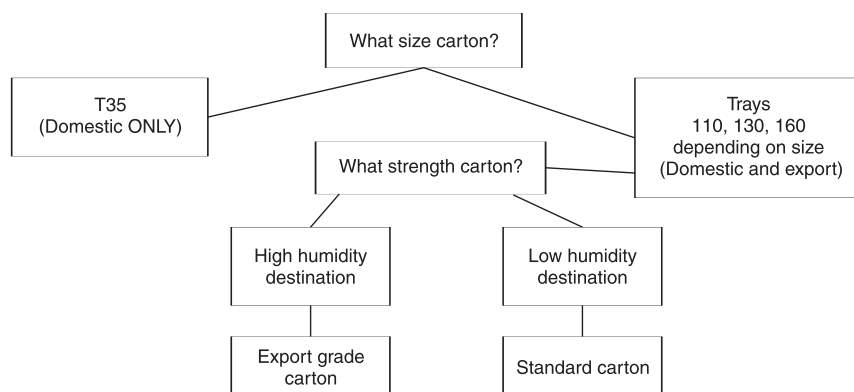 What size carton?
T35
(Domestic ONLY)
Trays
110, 130, 160
depending on size
(Domestic and export)
What strength carton?
High humidity
destination
Low humidity
destination
Export grade
carton
Standard carton